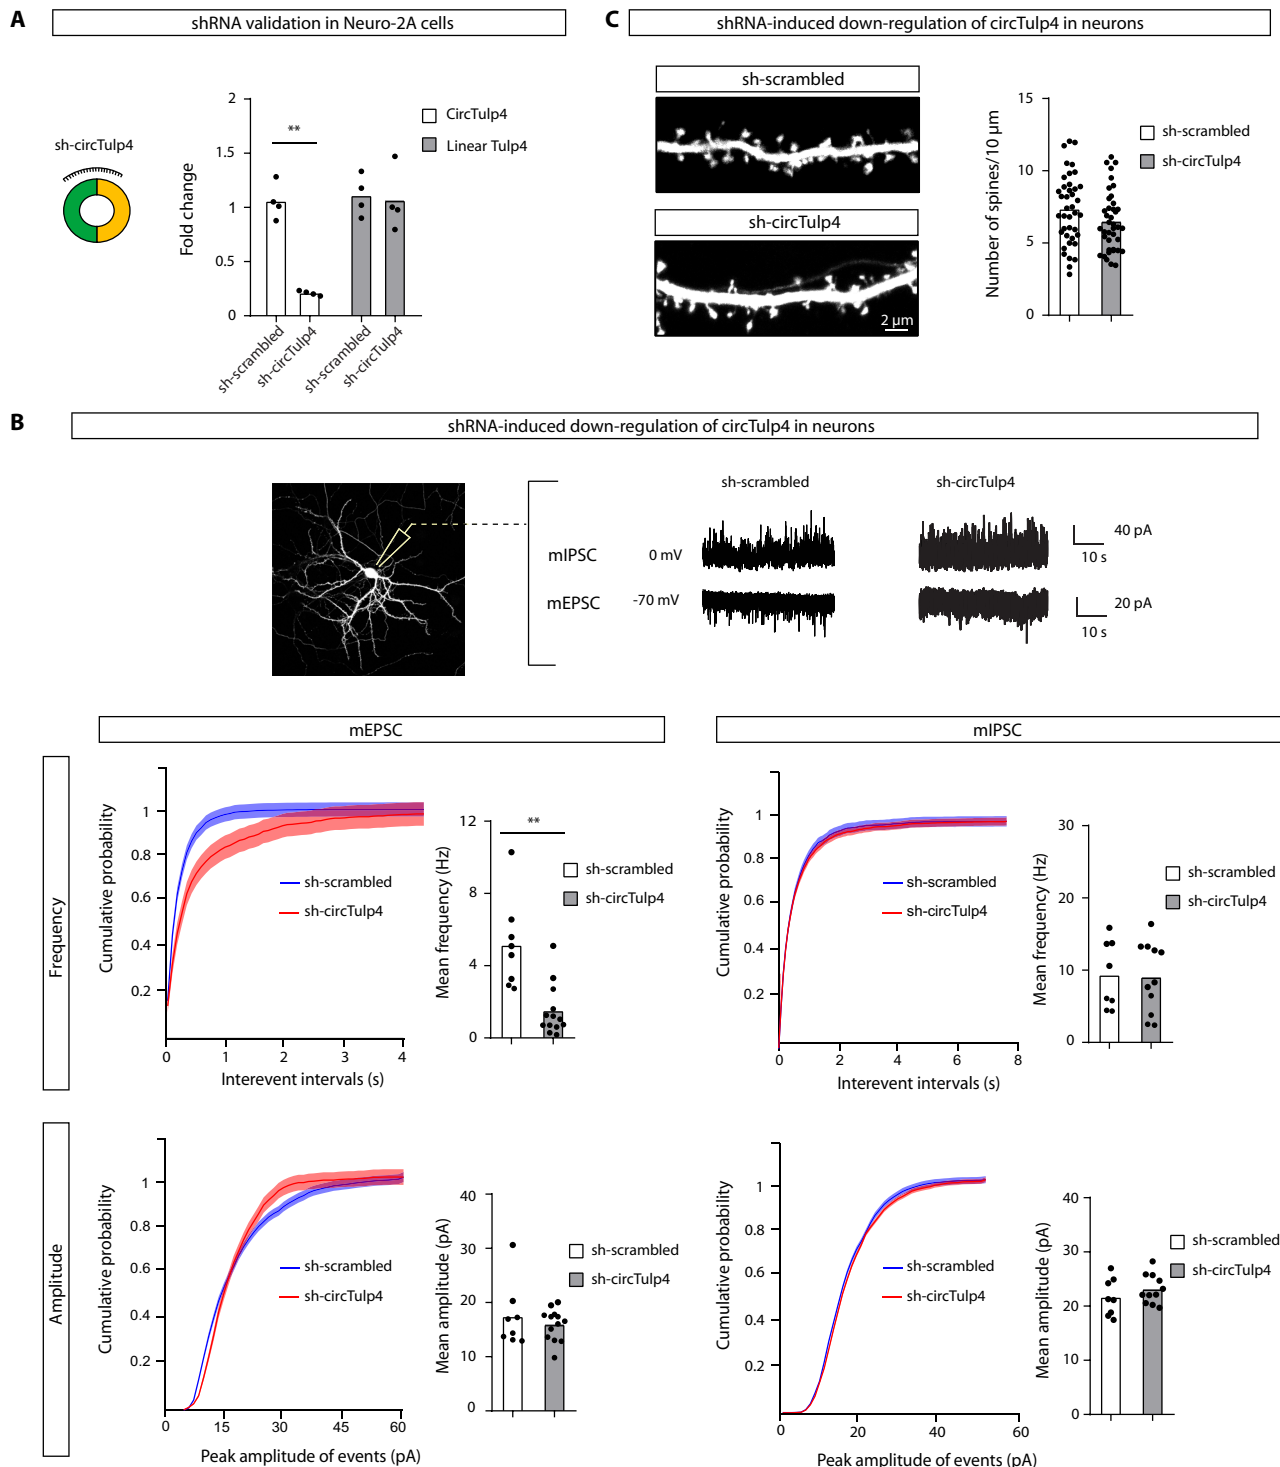 A
shRNA validation in Neuro-2A cells
sh-circTulp4
Fold change
2
1.5
1
0.5
0
**
CircTulp4
Linear Tulp4
sh-scrambled
sh-circTulp4
sh-scrambled
sh-circTulp4
C
shRNA-induced down-regulation of circTulp4 in neurons
sh-scrambled
sh-circTulp4
2 µm
Number of spines/10 µm
15
10
5
0
sh-scrambled
sh-circTulp4
B
shRNA-induced down-regulation of circTulp4 in neurons
sh-scrambled
sh-circTulp4
mIPSC
0 mV
40 pA
10 s
mEPSC
-70 mV
20 pA
10 s
mEPSC
mIPSC
Frequency
Cumulative probability
1
0.8
0.6
0.4
0.2
0
1
2
3
4
Interevent intervals (s)
sh-scrambled
sh-circTulp4
Mean frequency (Hz)
12
8
4
0
**
sh-scrambled
sh-circTulp4
Cumulative probability
1
0.8
0.6
0.4
0.2
0
2
4
6
8
Interevent intervals (s)
sh-scrambled
sh-circTulp4
Mean frequency (Hz)
30
20
10
0
sh-scrambled
sh-circTulp4
Amplitude
Cumulative probability
1
0.8
0.6
0.4
0.2
0
15
30
45
60
Peak amplitude of events (pA)
sh-scrambled
sh-circTulp4
Mean amplitude (pA)
40
30
20
10
0
sh-scrambled
sh-circTulp4
Cumulative probability
1
0.8
0.6
0.4
0.2
0
20
40
60
Peak amplitude of events (pA)
sh-scrambled
sh-circTulp4
Mean amplitude (pA)
40
30
20
10
0
sh-scrambled
sh-circTulp4